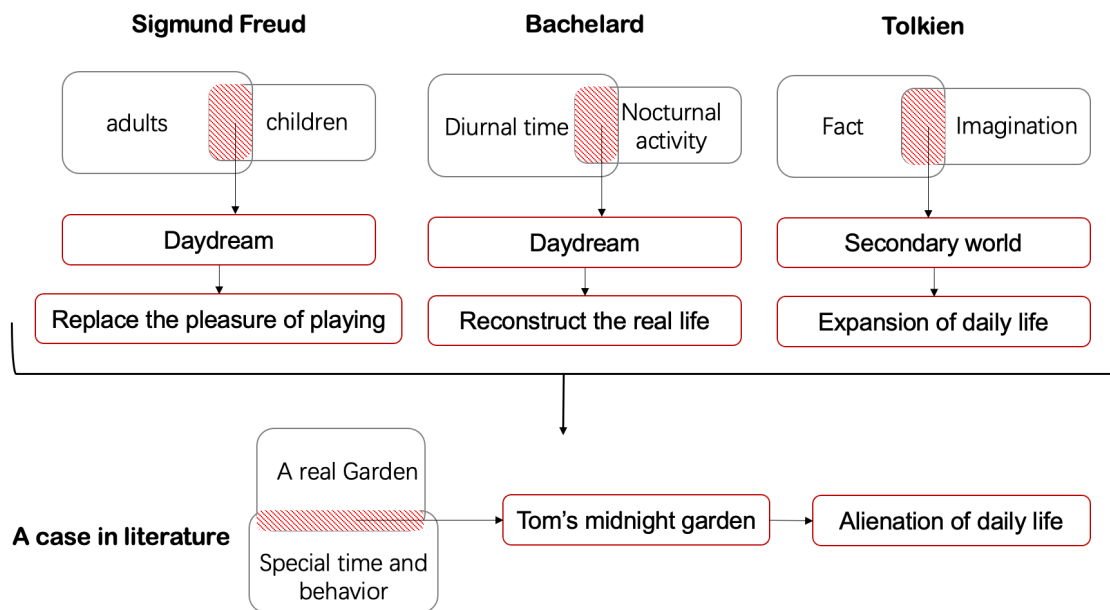 Sigmund Freud
Bachelard
Tolkien
adults
children
Diurnal time
Nocturnal
activity
Fact
Imagination
Daydream
Daydream
Secondary world
Replace the pleasure of playing
Reconstruct the real life
Expansion of daily life
A case in literature
A real Garden
Special time and
behavior
Tom's midnight garden
Alienation of daily life